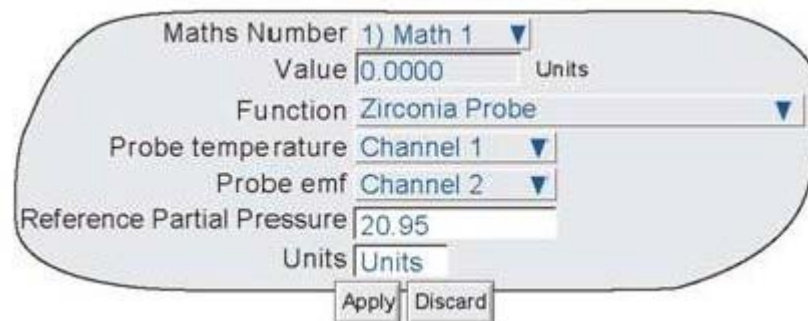 Maths Number 1) Math 1
Value 0.0000 Units
Function Zirconia Probe
Probe temperature Channel 1
Probe emf Channel 2
Reference Partial Pressure 20.95
Units Units
Apply Discard